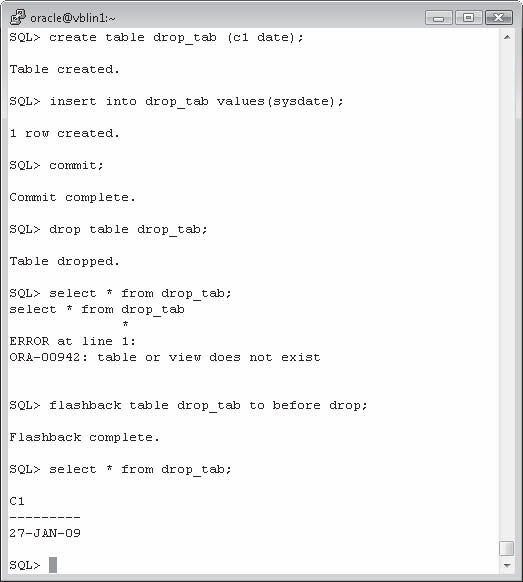 oracle@vblin1:~
SQL> create table drop_tab (c1 date);
Table created.
SQL> insert into drop_tab values(sysdate);
1 row created.
SQL> commit;
Commit complete.
SQL> drop table drop_tab;
Table dropped.
SQL> select * from drop_tab;
select * from drop_tab
*
ERROR at line 1:
ORA-00942: table or view does not exist
SQL> flashback table drop_tab to before drop;
Flashback complete.
SQL> select * from drop_tab;
C1
---------
27-JAN-09
SQL>